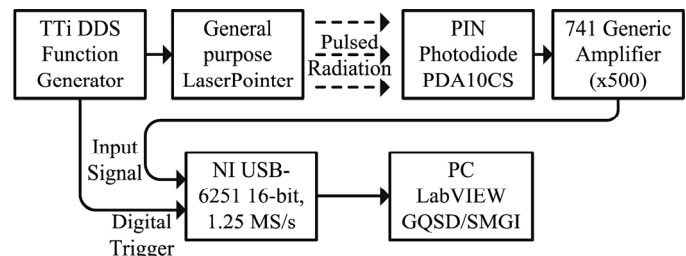 TTi DDS
Function
Generator
General
purpose
LaserPointer
Pulsed
Radiation
PIN
Photodiode
PDA10CS
741 Generic
Amplifier
(x500)
Input
Signal
Digital
Trigger
NI USB-
6251 16-bit,
1.25 MS/s
PC
LabVIEW
GQSD/SMGI